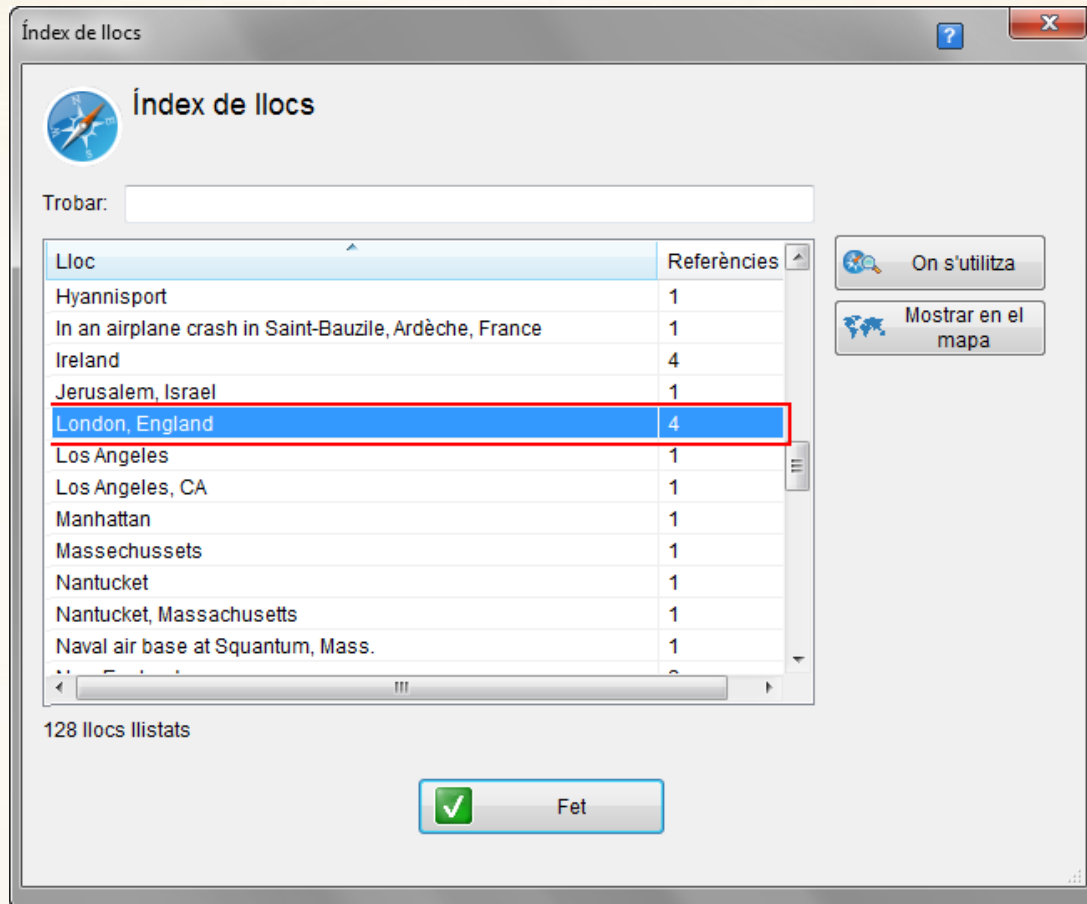 Índex de llocs
Índex de llocs
Trobar:
Lloc Referències
Hyannisport 1
In an airplane crash in Saint-Bauzile, Ardèche, France 1
Ireland 4
Jerusalem, Israel 1
London, England 4
Los Angeles 1
Los Angeles, CA 1
Manhattan 1
Massechussets 1
Nantucket 1
Nantucket, Massachusetts 1
Naval air base at Squantum, Mass. 1
On s'utilitza
Mostrar en el
mapa
128 llocs llistats
Fet